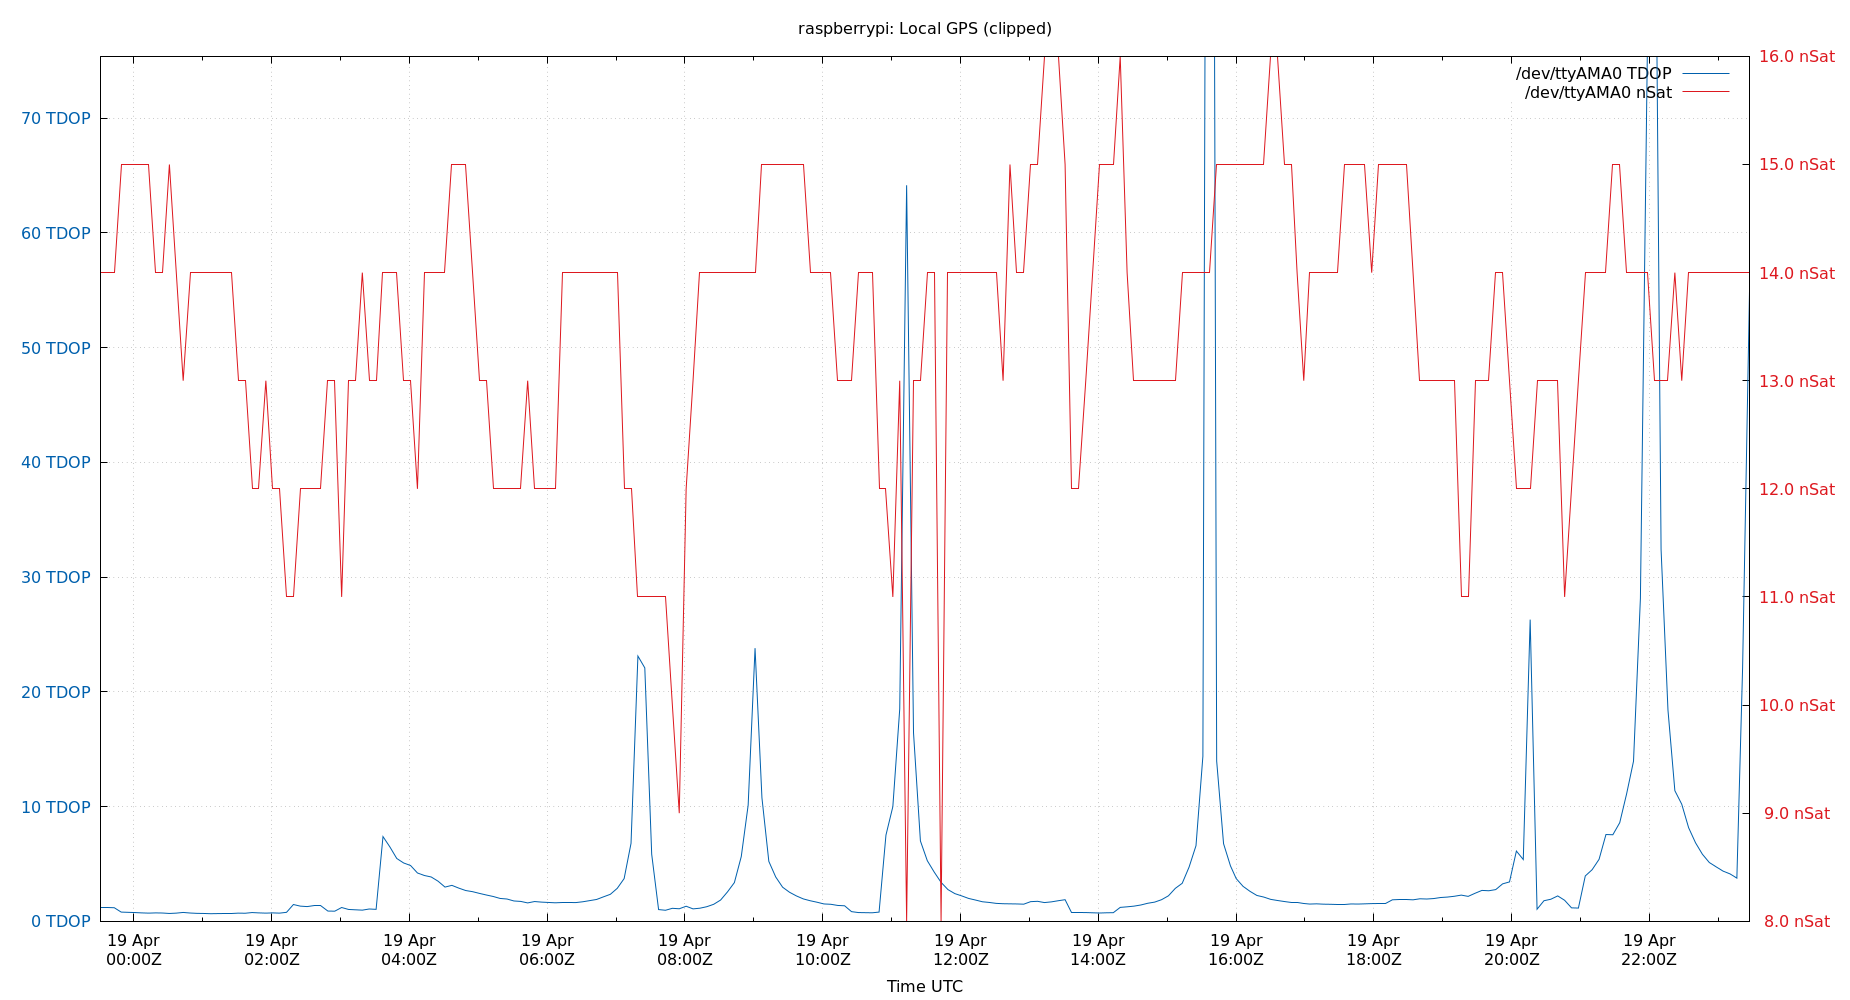 raspberrypi: Local GPS (clipped)
/dev/ttyAMA0 TDOP
/dev/ttyAMA0 nSat
70 TDOP
60 TDOP
50 TDOP
40 TDOP
30 TDOP
20 TDOP
10 TDOP
0 TDOP
16.0 nSat
15.0 nSat
14.0 nSat
13.0 nSat
12.0 nSat
11.0 nSat
10.0 nSat
9.0 nSat
8.0 nSat
19 Apr
00:00Z
19 Apr
02:00Z
19 Apr
04:00Z
19 Apr
06:00Z
19 Apr
08:00Z
19 Apr
10:00Z
19 Apr
12:00Z
19 Apr
14:00Z
19 Apr
16:00Z
19 Apr
18:00Z
19 Apr
20:00Z
19 Apr
22:00Z
Time UTC